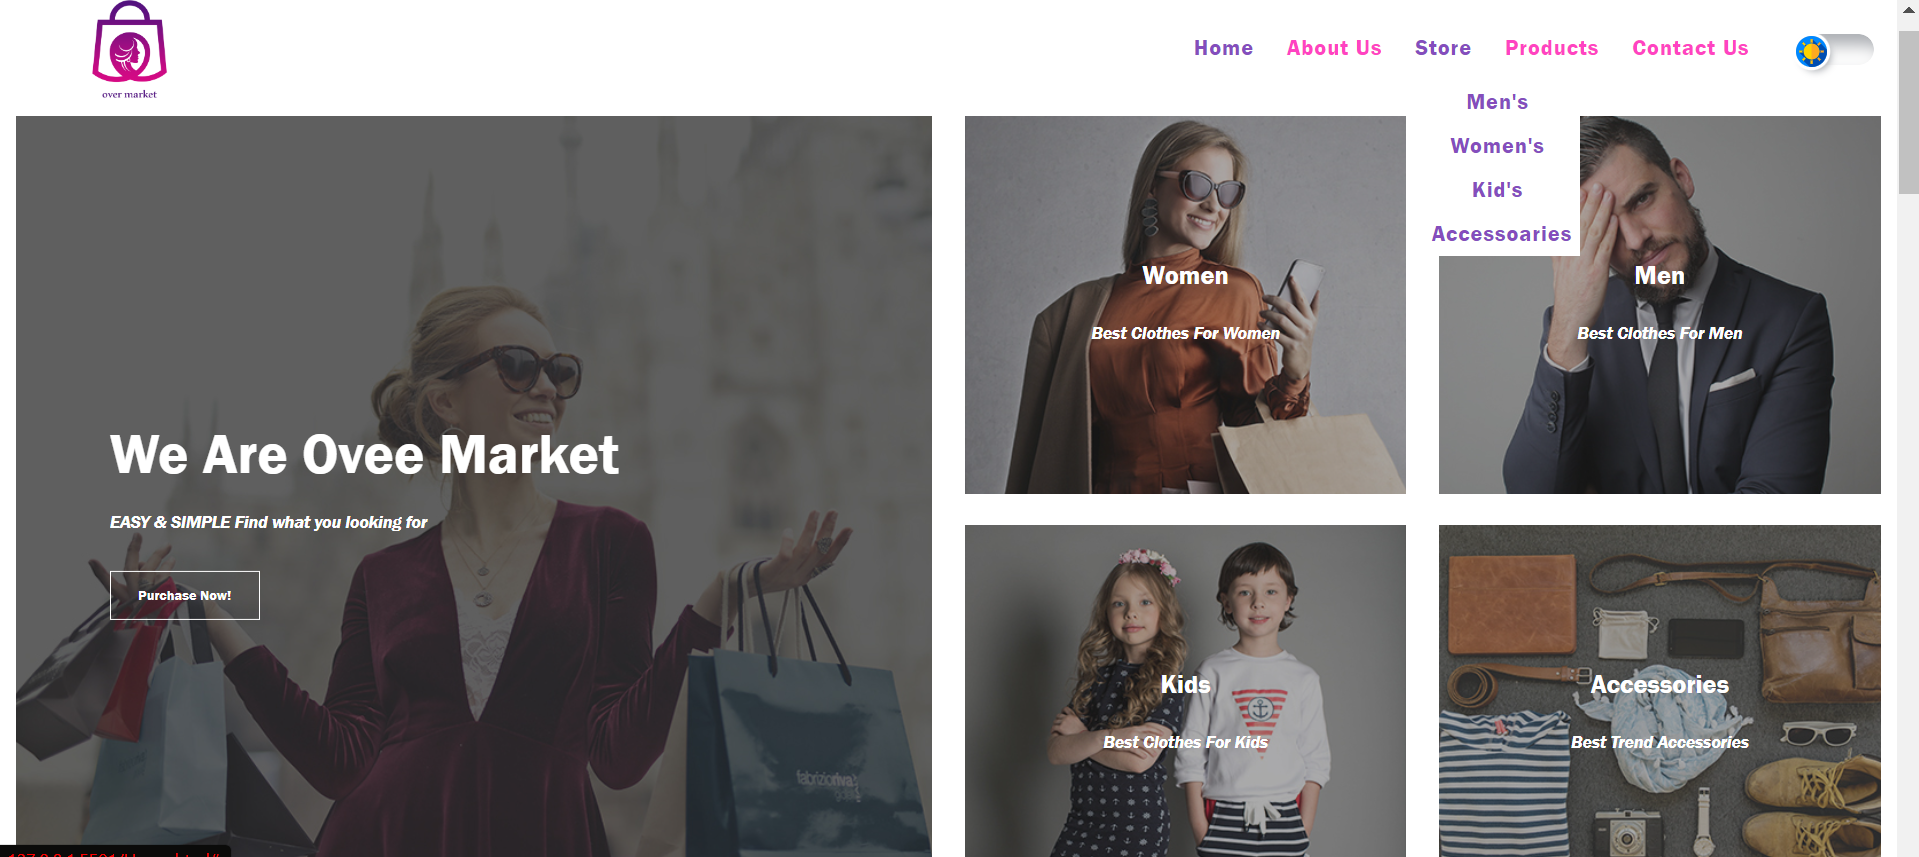 over market
Home About Us Store Products Contact Us
Men's
Women's
Kid's
Accessoaries
We Are Ovee Market
EASY & SIMPLE Find what you looking for
Purchase Now!
Women
Best Clothes For Women
Men
Best Clothes For Men
Kids
Best Clothes For Kids
Accessories
Best Trend Accessories
fabrizioriva